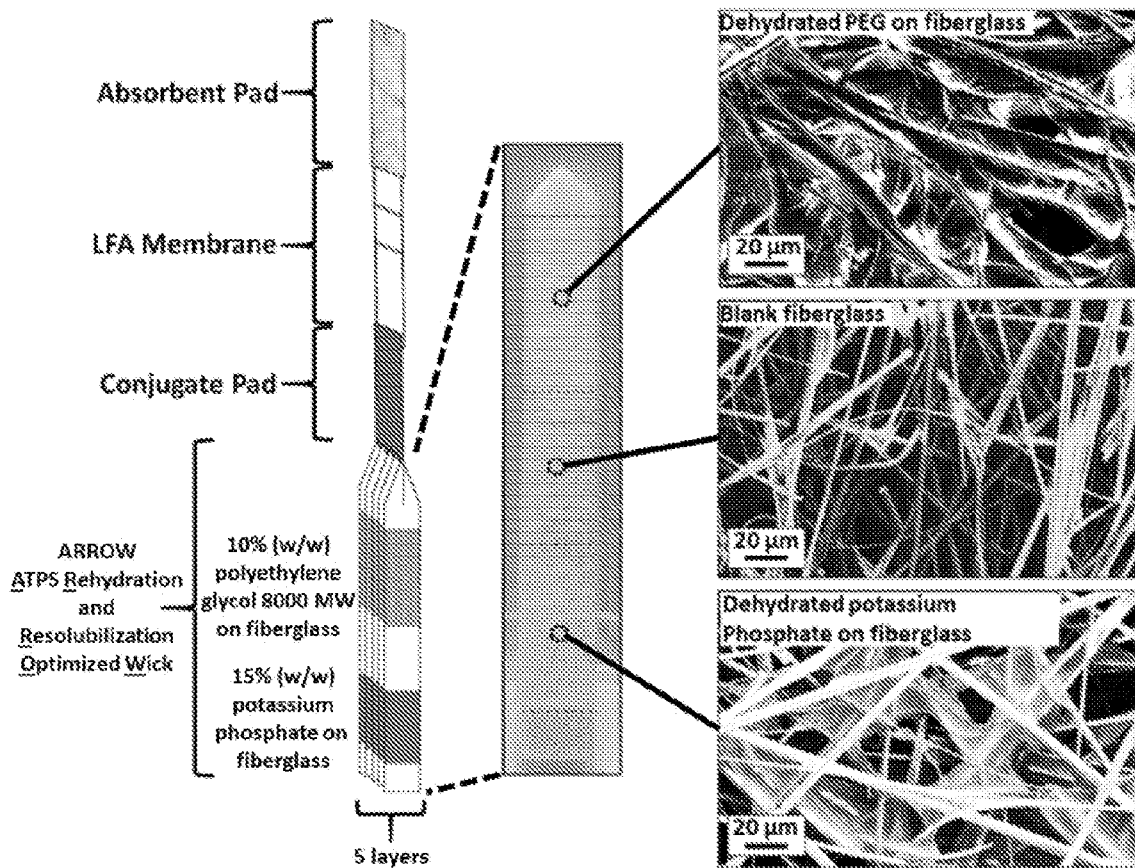 Absorbent Pad
LFA Membrane
Conjugate Pad
ARROW
ATPS Rehydration
and
Resolubilization
Optimized Wick
10% (w/w)
polyethylene
glycol 8000 MW
on fiberglass
15% (w/w)
potassium
phosphate on
fiberglass
5 layers
Dehydrated PEG on fiberglass
20 µm
Blank fiberglass
20 µm
Dehydrated potassium
Phosphate on fiberglass
20 µm